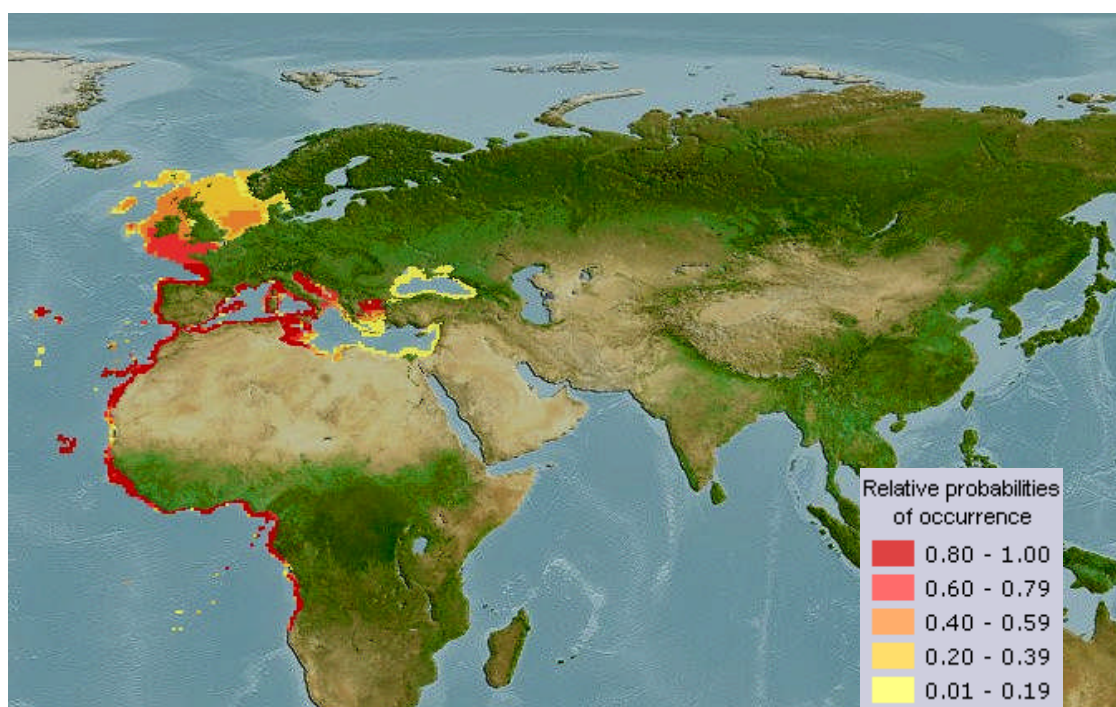 Relative probabilities
of occurrence
0.80 - 1.00
0.60 - 0.79
0.40 - 0.59
0.20 - 0.39
0.01 - 0.19